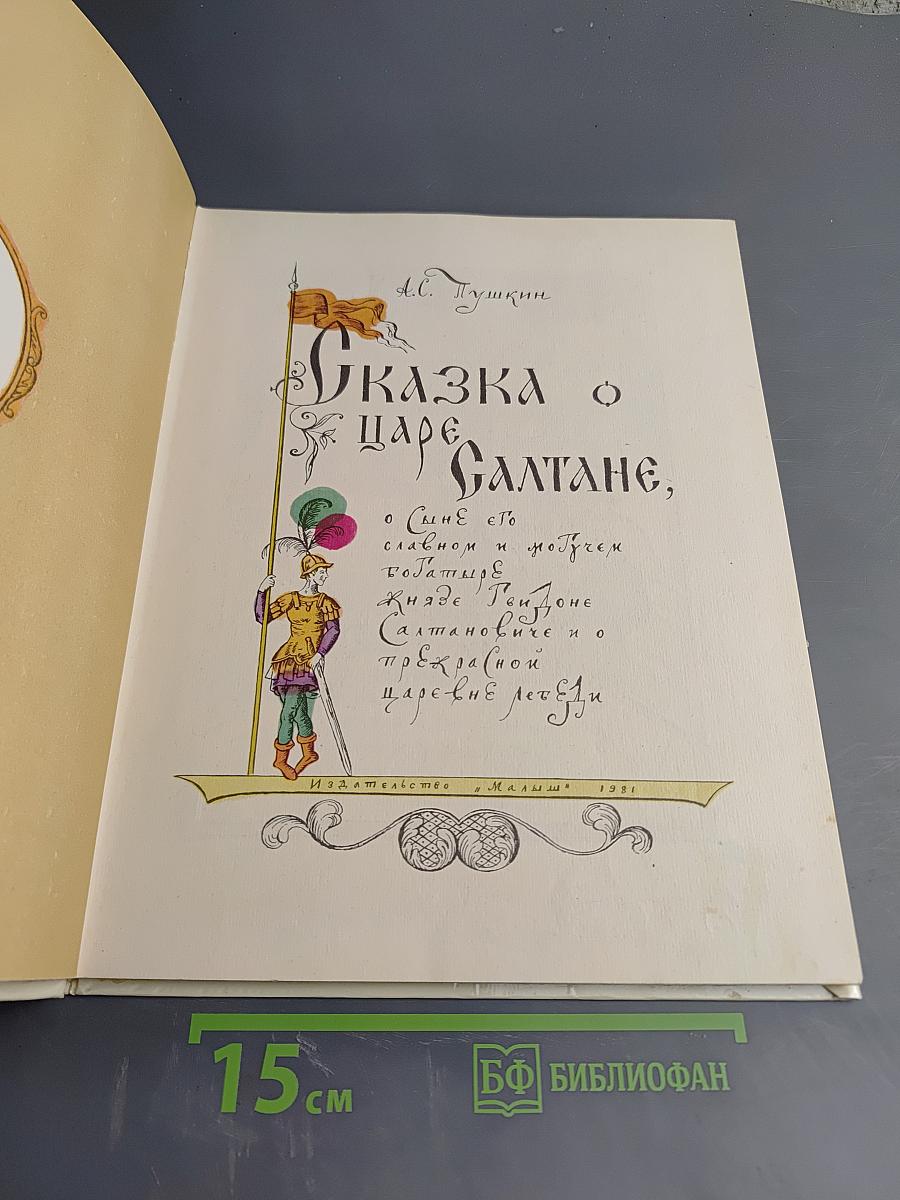 А.С. Пушкин
Сказка о
царе
Салтане,
о сыне его
славном и могучем
богатыре
князе Гвидоне
Салтановиче и о
прекрасной
царевне лебеди
Издательство „Малыш" 1981
15 см
БФ БИБЛИОФАН